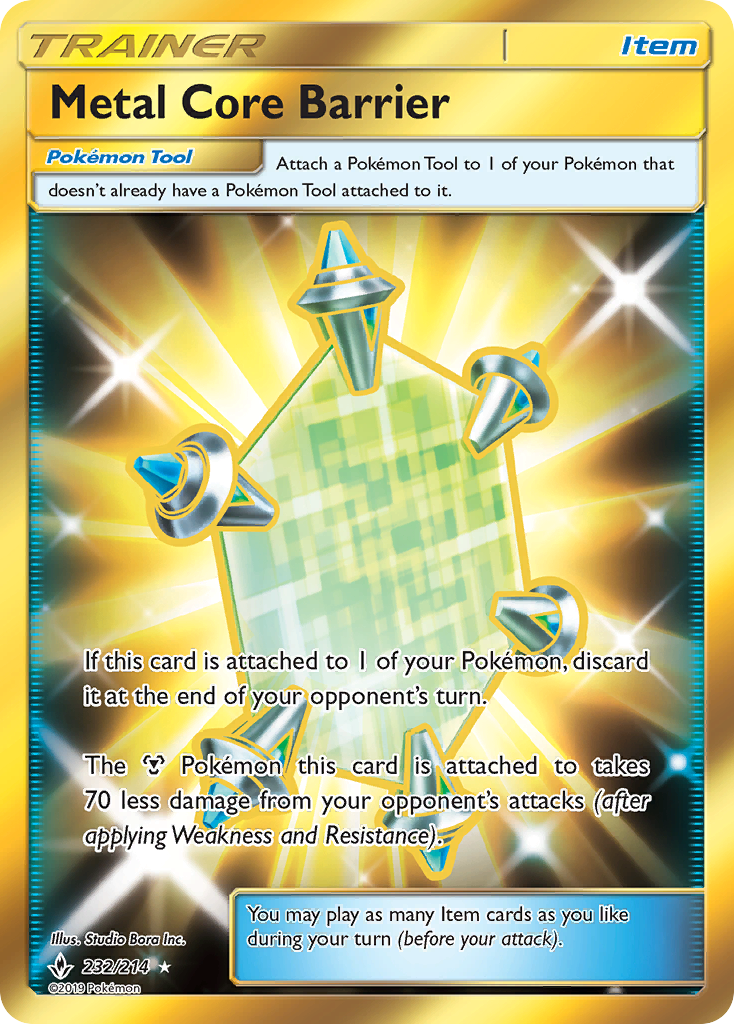 TRAINER
Item
Metal Core Barrier
Pokémon Tool
Attach a Pokémon Tool to 1 of your Pokémon that
doesn't already have a Pokémon Tool attached to it.
If this card is attached to 1 of your Pokémon, discard
it at the end of your opponent's turn.
The Pokémon this card is attached to takes
70 less damage from your opponent's attacks (after
applying Weakness and Resistance).
You may play as many Item cards as you like
during your turn (before your attack).
Illus. Studio Bora Inc.
232/214 ★
©2019 Pokémon